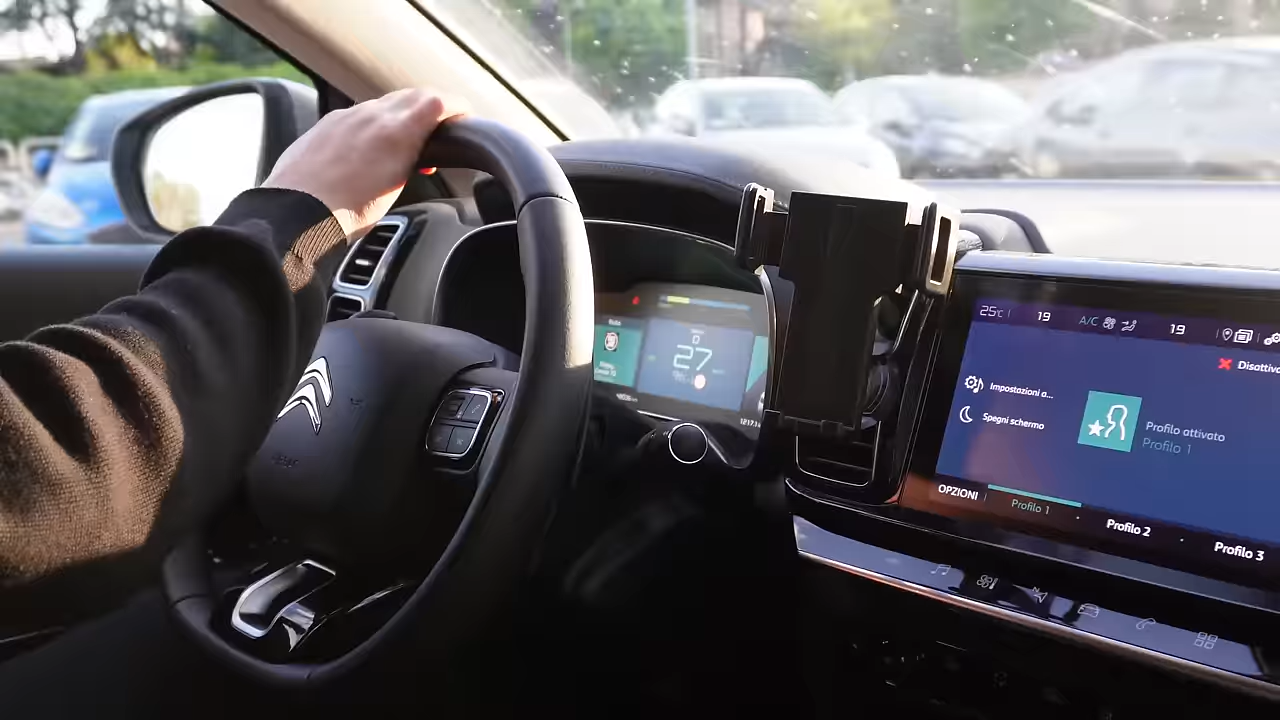 25°C
19
A/C
19
Disattiva
Impostazioni a...
Spegni schermo
Profilo attivato
Profilo 1
OPZIONI
Profilo 1
Profilo 2
Profilo 3
D
27